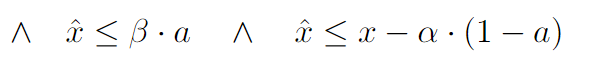 ∧ x̂ ≤ β · a ∧ x̂ ≤ x − α · (1 − a)